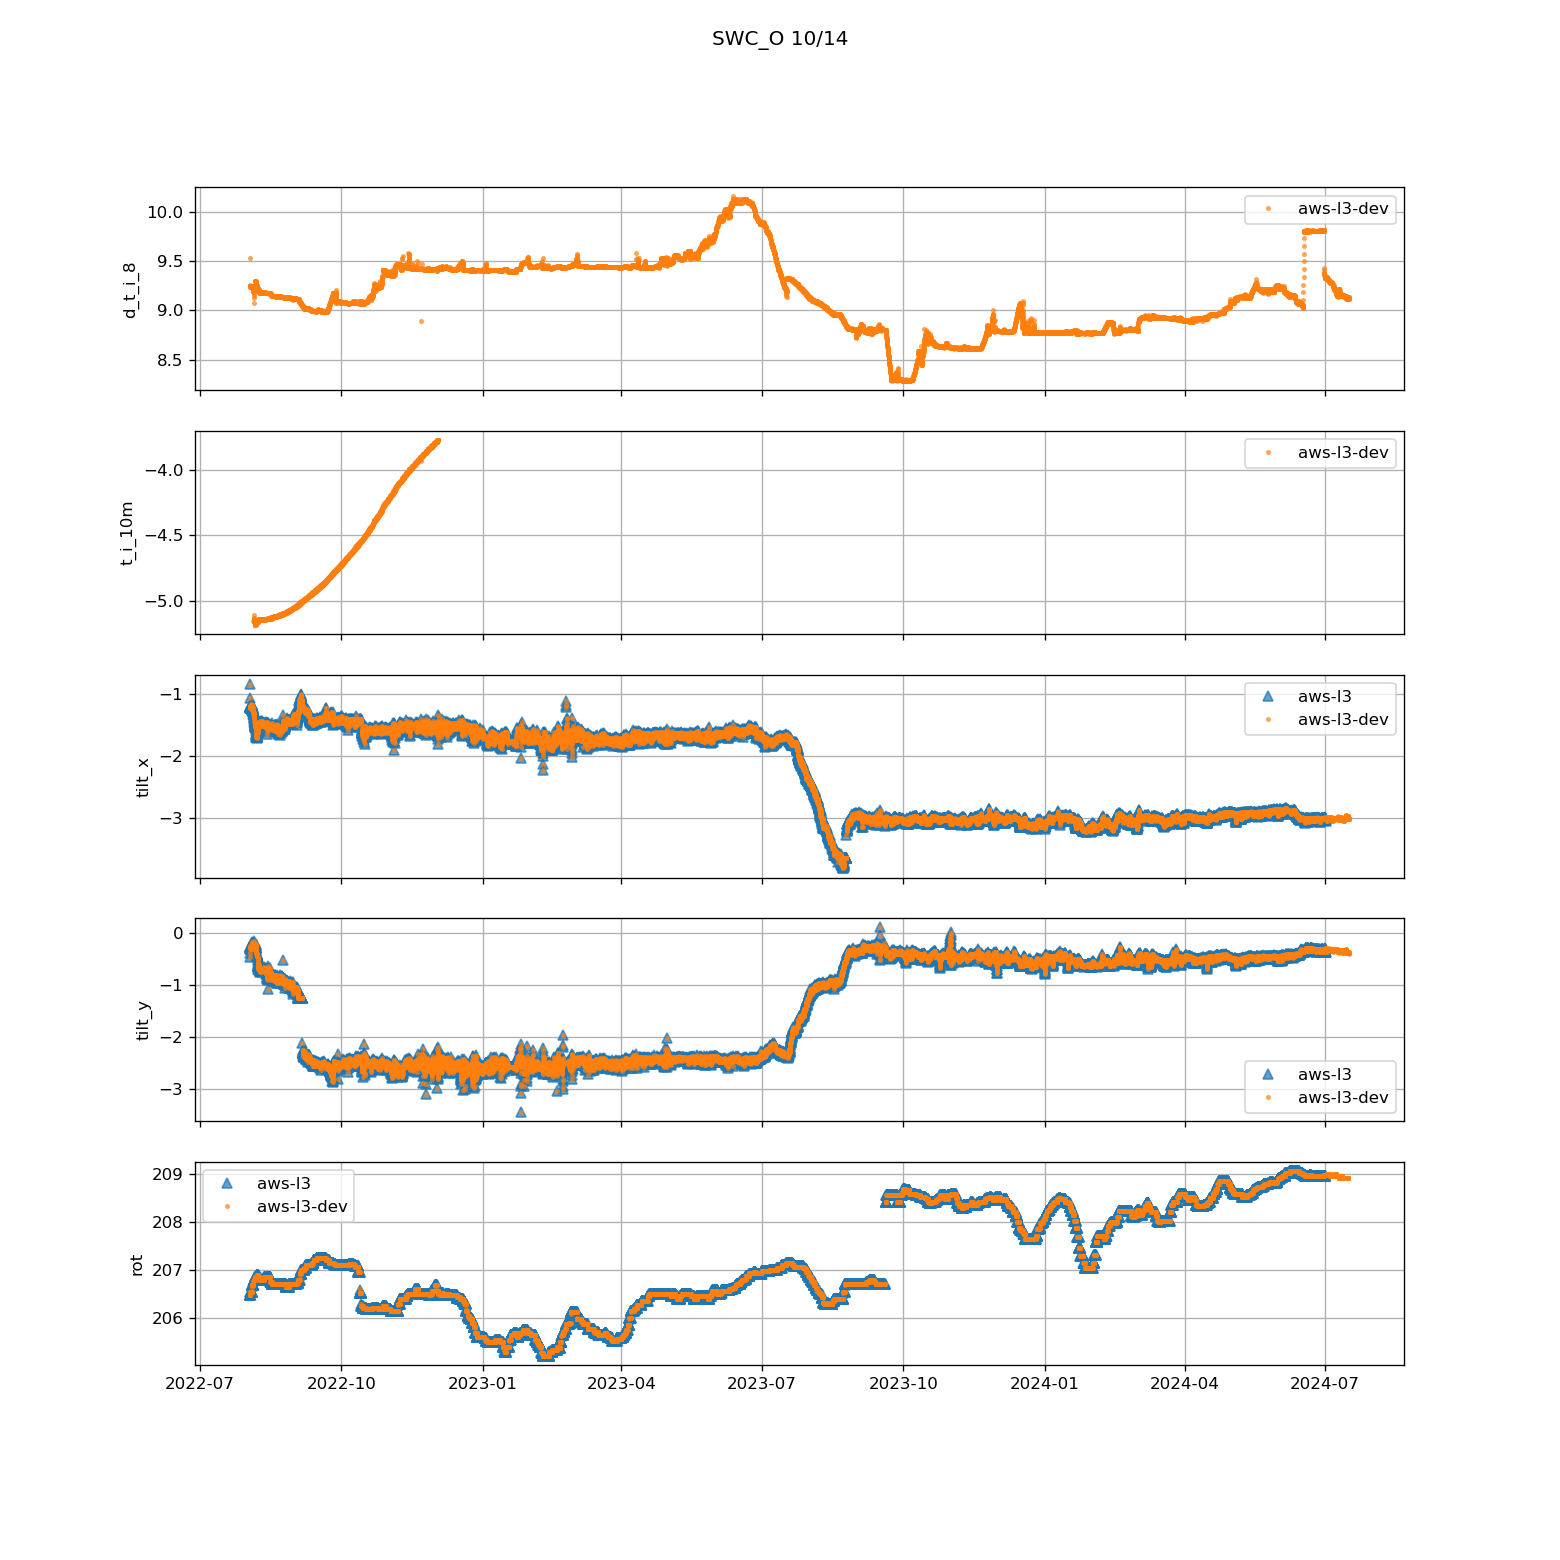 SWC_O 10/14
d_t_i_8
10.0
9.5
9.0
8.5
aws-l3-dev
t_i_10m
−4.0
−4.5
−5.0
aws-l3-dev
tilt_x
−1
−2
−3
aws-l3
aws-l3-dev
tilt_y
0
−1
−2
−3
aws-l3
aws-l3-dev
rot
209
208
207
206
aws-l3
aws-l3-dev
2022-07 2022-10 2023-01 2023-04 2023-07 2023-10 2024-01 2024-04 2024-07